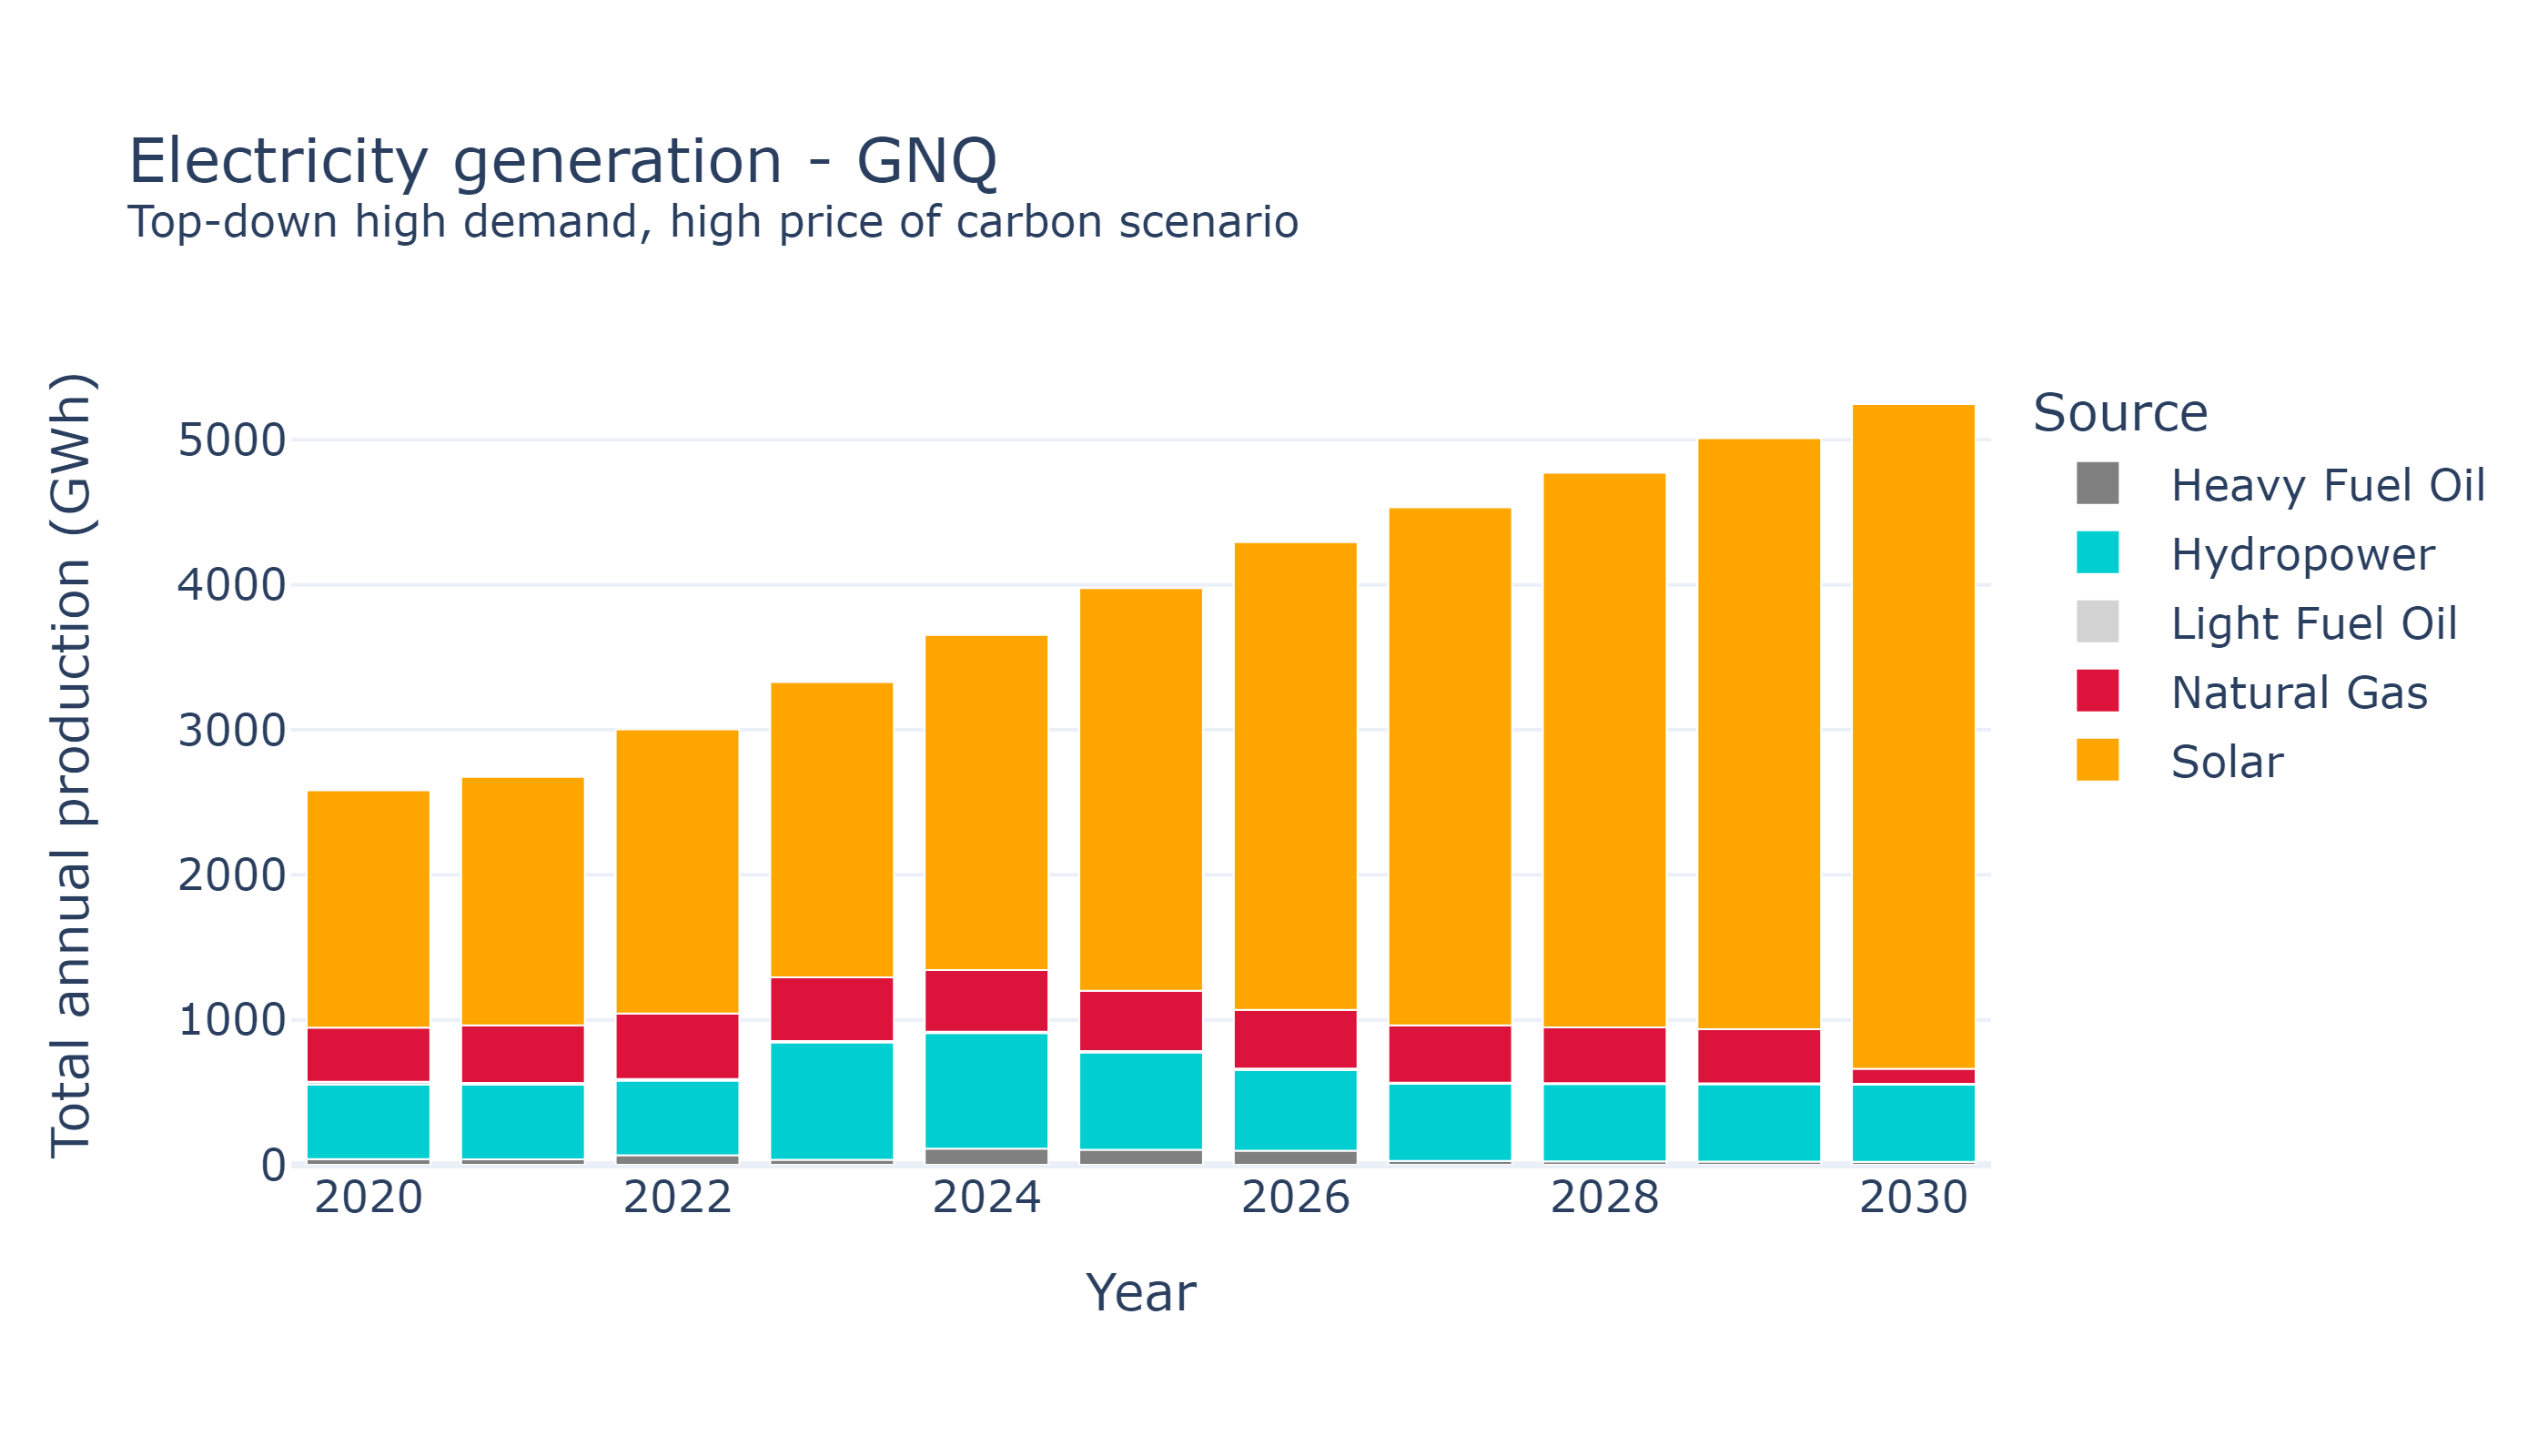 Electricity generation - GNQ
Top-down high demand, high price of carbon scenario
Total annual production (GWh)
5000
4000
3000
2000
1000
0
2020
2022
2024
2026
2028
2030
Year
Source
Heavy Fuel Oil
Hydropower
Light Fuel Oil
Natural Gas
Solar